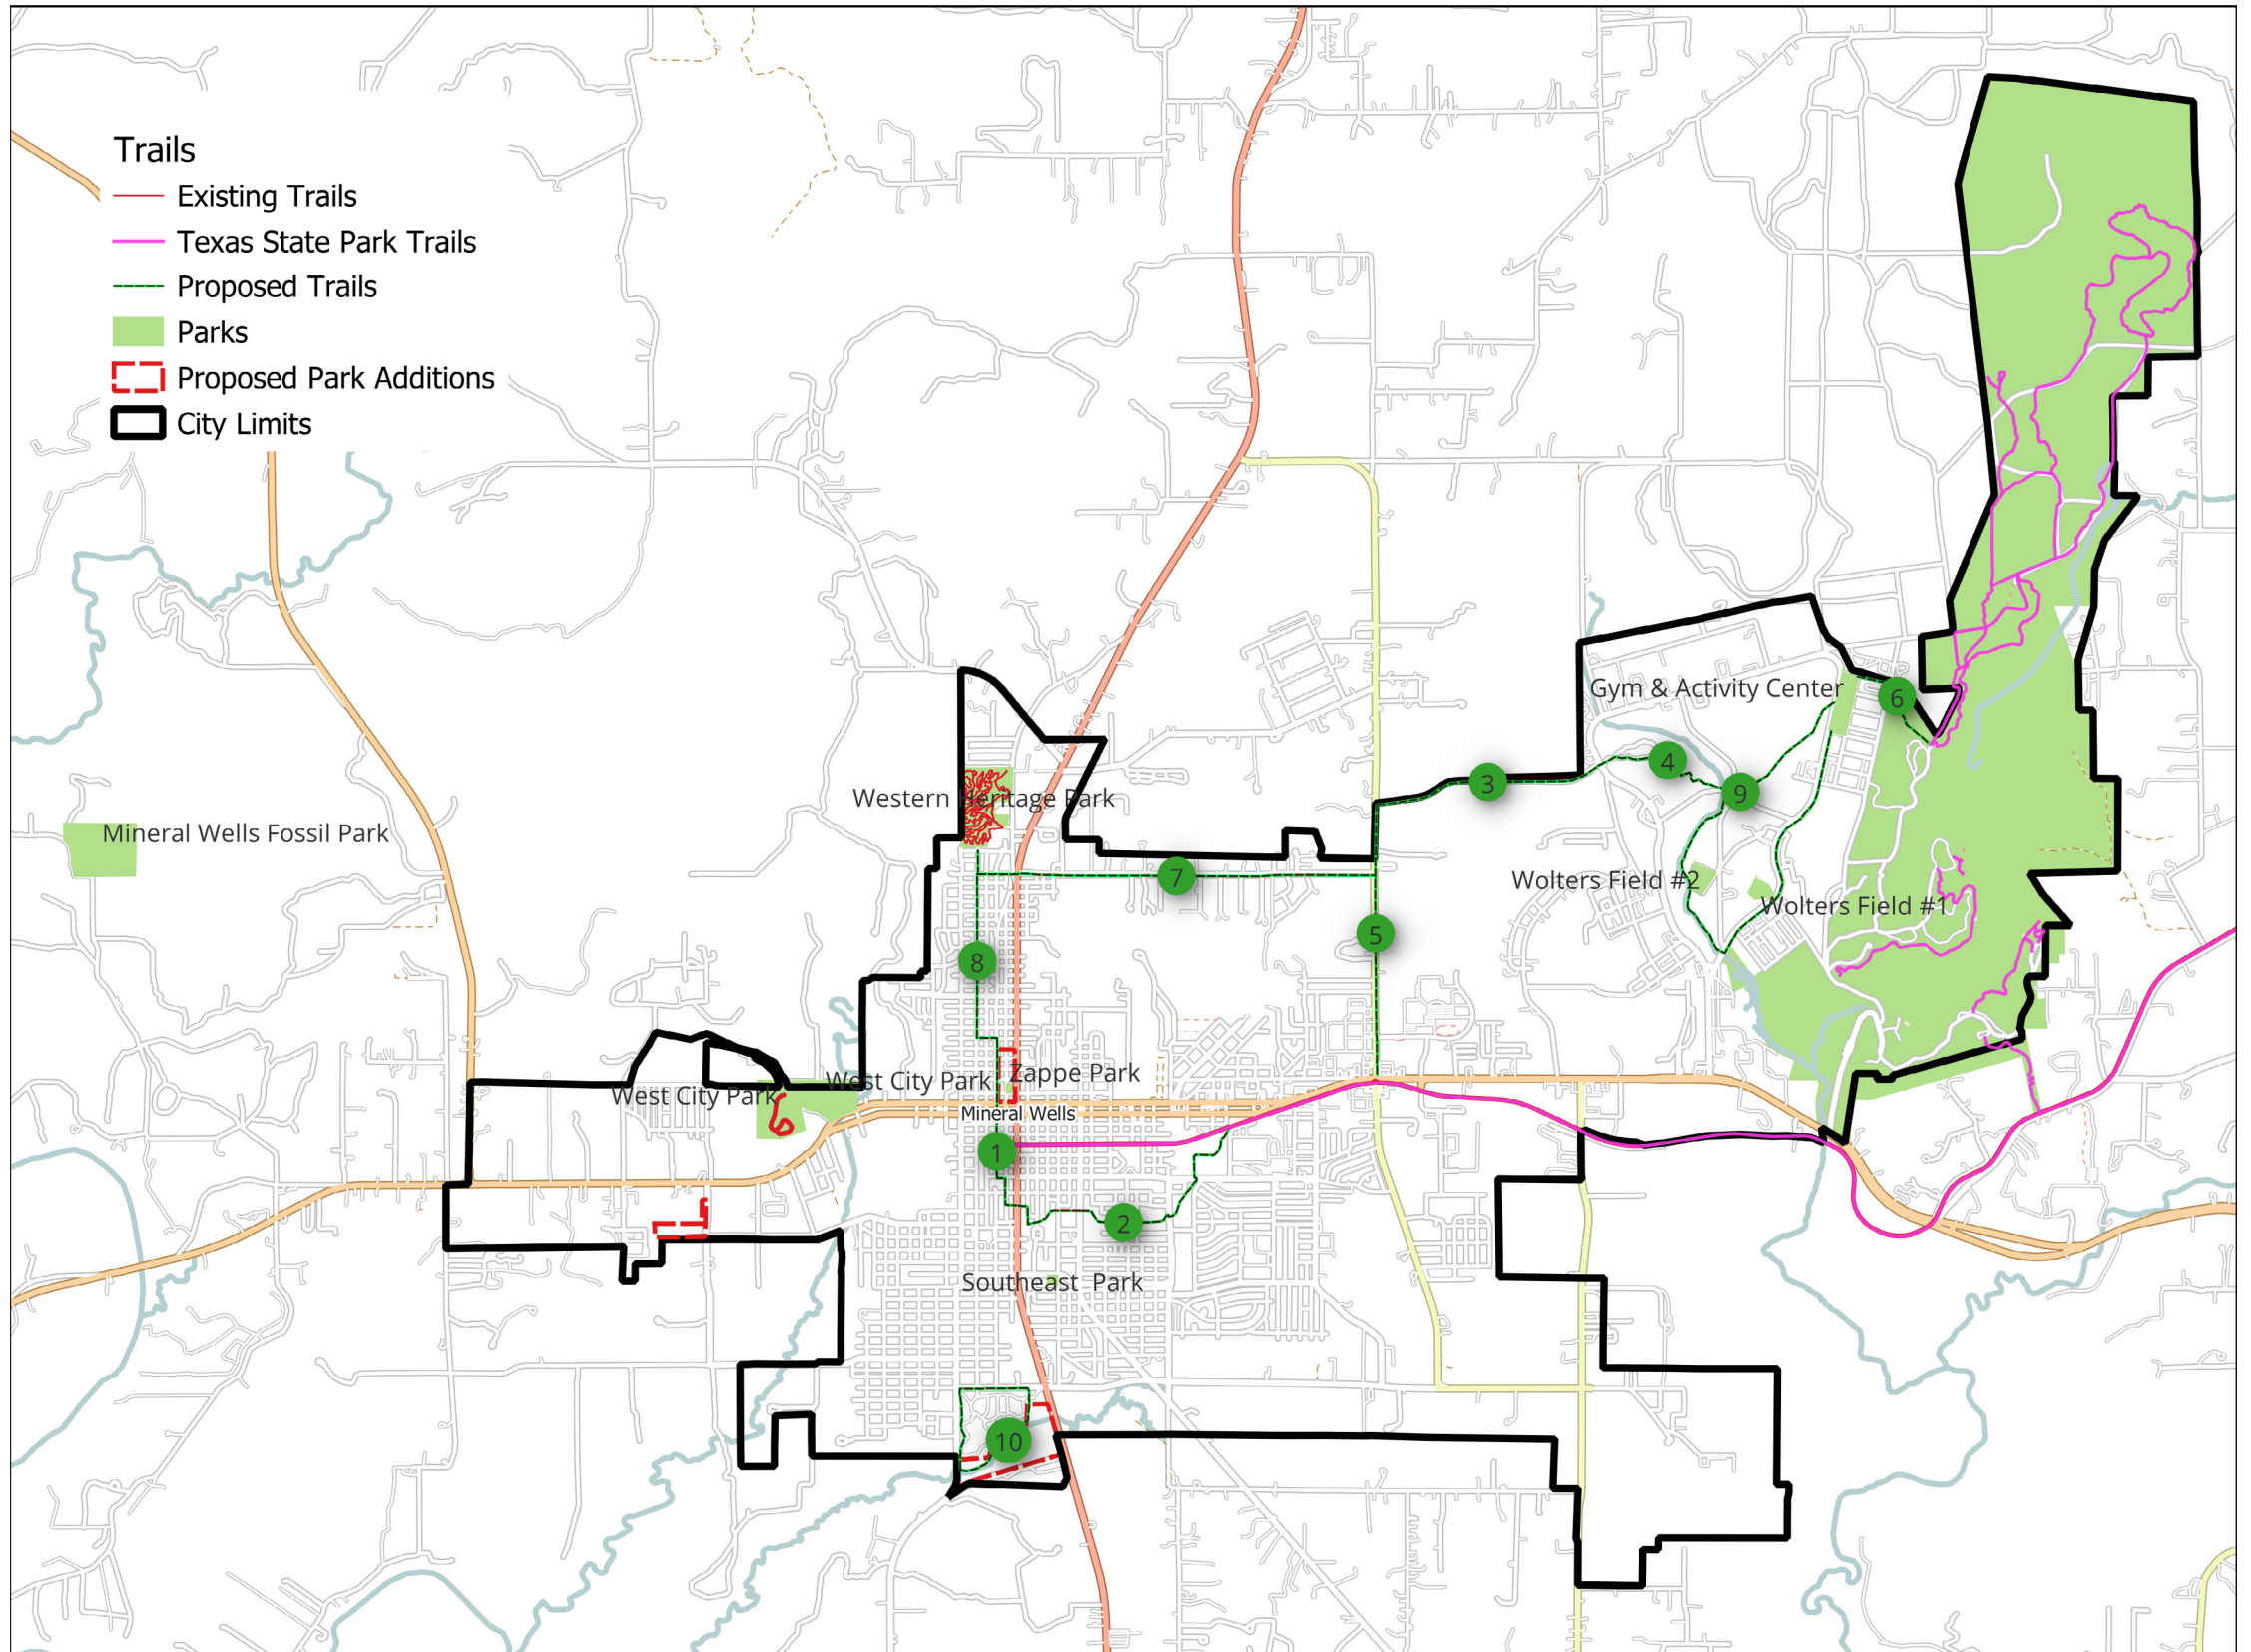 Trails
Existing Trails
Texas State Park Trails
Proposed Trails
Parks
Proposed Park Additions
City Limits
Gym & Activity Center
6
4
3
9
Western Heritage Park
Mineral Wells Fossil Park
7
Wolters Field #2
Wolters Field #1
5
8
Zappe Park
West City Park
West City Park
Mineral Wells
1
2
Southeast Park
10